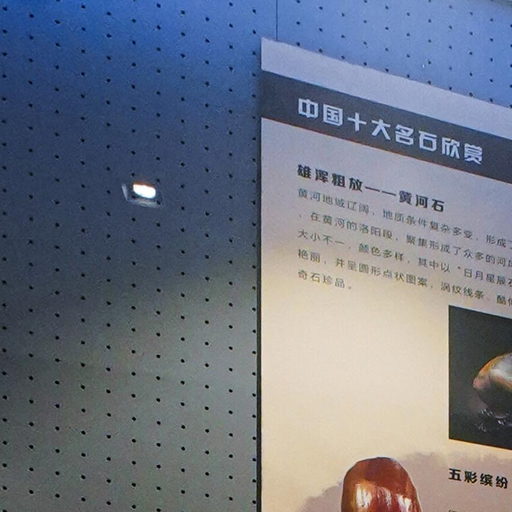 中国十大名石欣赏
雄浑粗放——黄河石
黄河地域辽阔，地质条件复杂多变，形成了
，在黄河的洛阳段，聚集形成了众多的河
大小不一，颜色多样，其中以“日月星辰石
艳丽，并呈圆形点状图案，涡纹线条，酷似
奇石珍品。
五彩缤纷